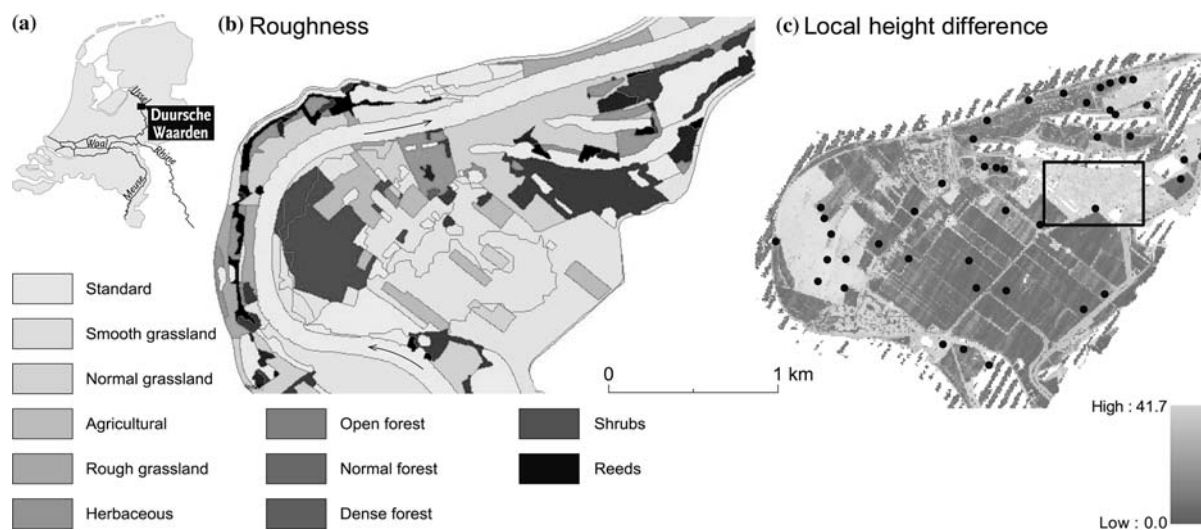 (a)
(b) Roughness
(c) Local height difference
IJssel
Duursche
Waarden
Waal
Rhine
Meuse
0 1 km
Standard
Smooth grassland
Normal grassland
Agricultural
Rough grassland
Herbaceous
Open forest
Normal forest
Dense forest
Shrubs
Reeds
High : 41.7
Low : 0.0